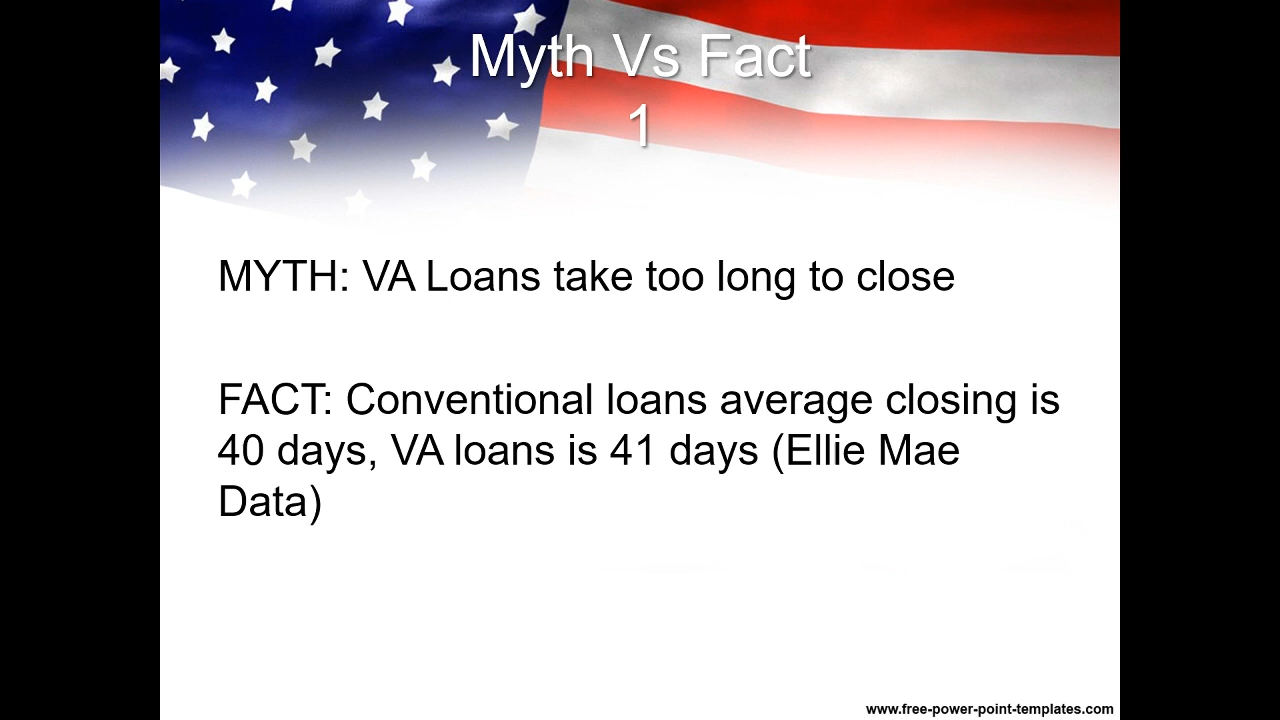 Myth Vs Fact
1
MYTH: VA Loans take too long to close
FACT: Conventional loans average closing is
40 days, VA loans is 41 days (Ellie Mae
Data)
www.free-power-point-templates.com